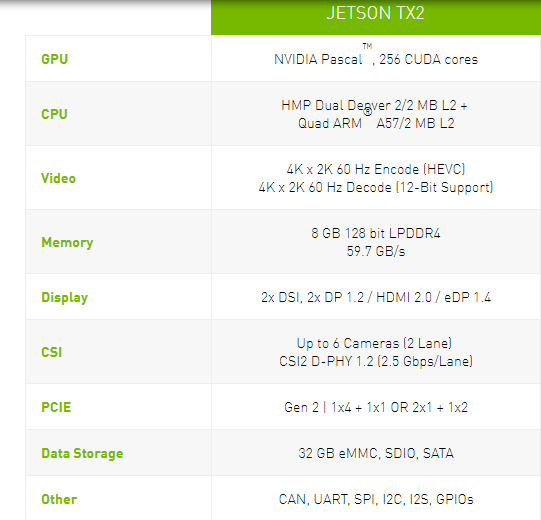 JETSON TX2
GPU
NVIDIA Pascal™, 256 CUDA cores
CPU
HMP Dual Denver 2/2 MB L2 +
Quad ARM® A57/2 MB L2
Video
4K x 2K 60 Hz Encode (HEVC)
4K x 2K 60 Hz Decode (12-Bit Support)
Memory
8 GB 128 bit LPDDR4
59.7 GB/s
Display
2x DSI, 2x DP 1.2 / HDMI 2.0 / eDP 1.4
CSI
Up to 6 Cameras (2 Lane)
CSI2 D-PHY 1.2 (2.5 Gbps/Lane)
PCIE
Gen 2 | 1x4 + 1x1 OR 2x1 + 1x2
Data Storage
32 GB eMMC, SDIO, SATA
Other
CAN, UART, SPI, I2C, I2S, GPIOs